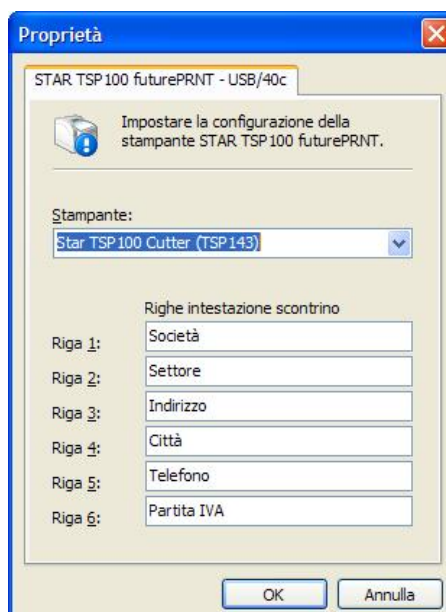 Proprietà
STAR TSP100 futurePRNT - USB/40c
Impostare la configurazione della
stampante STAR TSP100 futurePRNT.
Stampante:
Star TSP100 Cutter (TSP143)
Righe intestazione scontrino
Riga 1: Società
Riga 2: Settore
Riga 3: Indirizzo
Riga 4: Città
Riga 5: Telefono
Riga 6: Partita IVA
OK Annulla